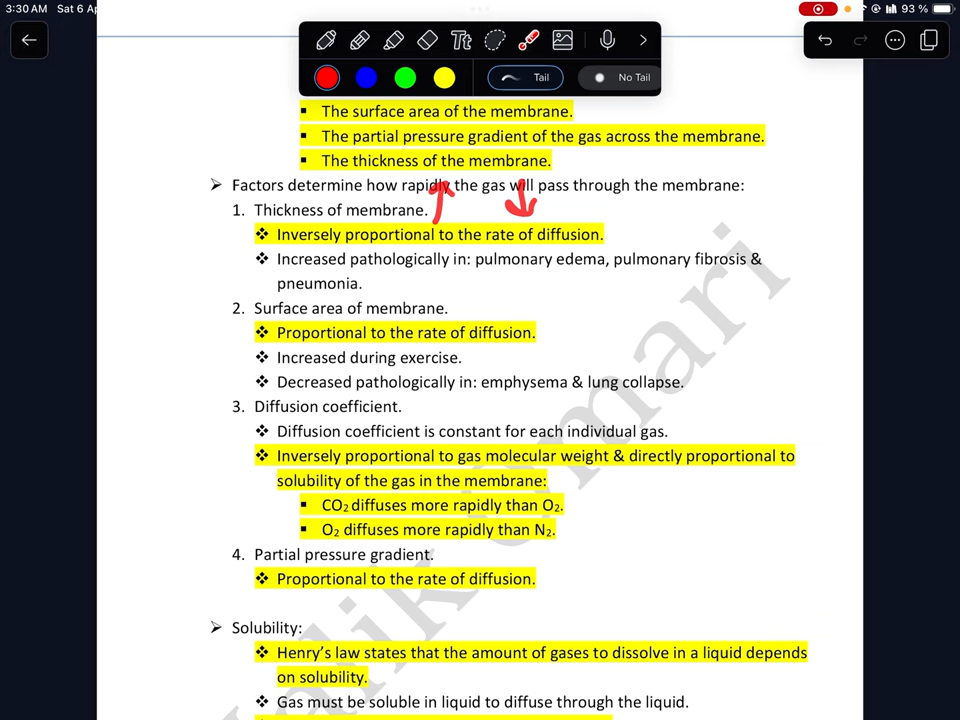 3:30 AM Sat 6 Ap
93 %
Tt
Tail
No Tail
▪ The surface area of the membrane.
▪ The partial pressure gradient of the gas across the membrane.
▪ The thickness of the membrane.
➢ Factors determine how rapidly the gas will pass through the membrane:
1. Thickness of membrane.
❖ Inversely proportional to the rate of diffusion.
❖ Increased pathologically in: pulmonary edema, pulmonary fibrosis &
pneumonia.
2. Surface area of membrane.
❖ Proportional to the rate of diffusion.
❖ Increased during exercise.
❖ Decreased pathologically in: emphysema & lung collapse.
3. Diffusion coefficient.
❖ Diffusion coefficient is constant for each individual gas.
❖ Inversely proportional to gas molecular weight & directly proportional to
solubility of the gas in the membrane:
▪ CO₂ diffuses more rapidly than O₂.
▪ O₂ diffuses more rapidly than N₂.
4. Partial pressure gradient.
❖ Proportional to the rate of diffusion.
➢ Solubility:
❖ Henry's law states that the amount of gases to dissolve in a liquid depends
on solubility.
❖ Gas must be soluble in liquid to diffuse through the liquid.